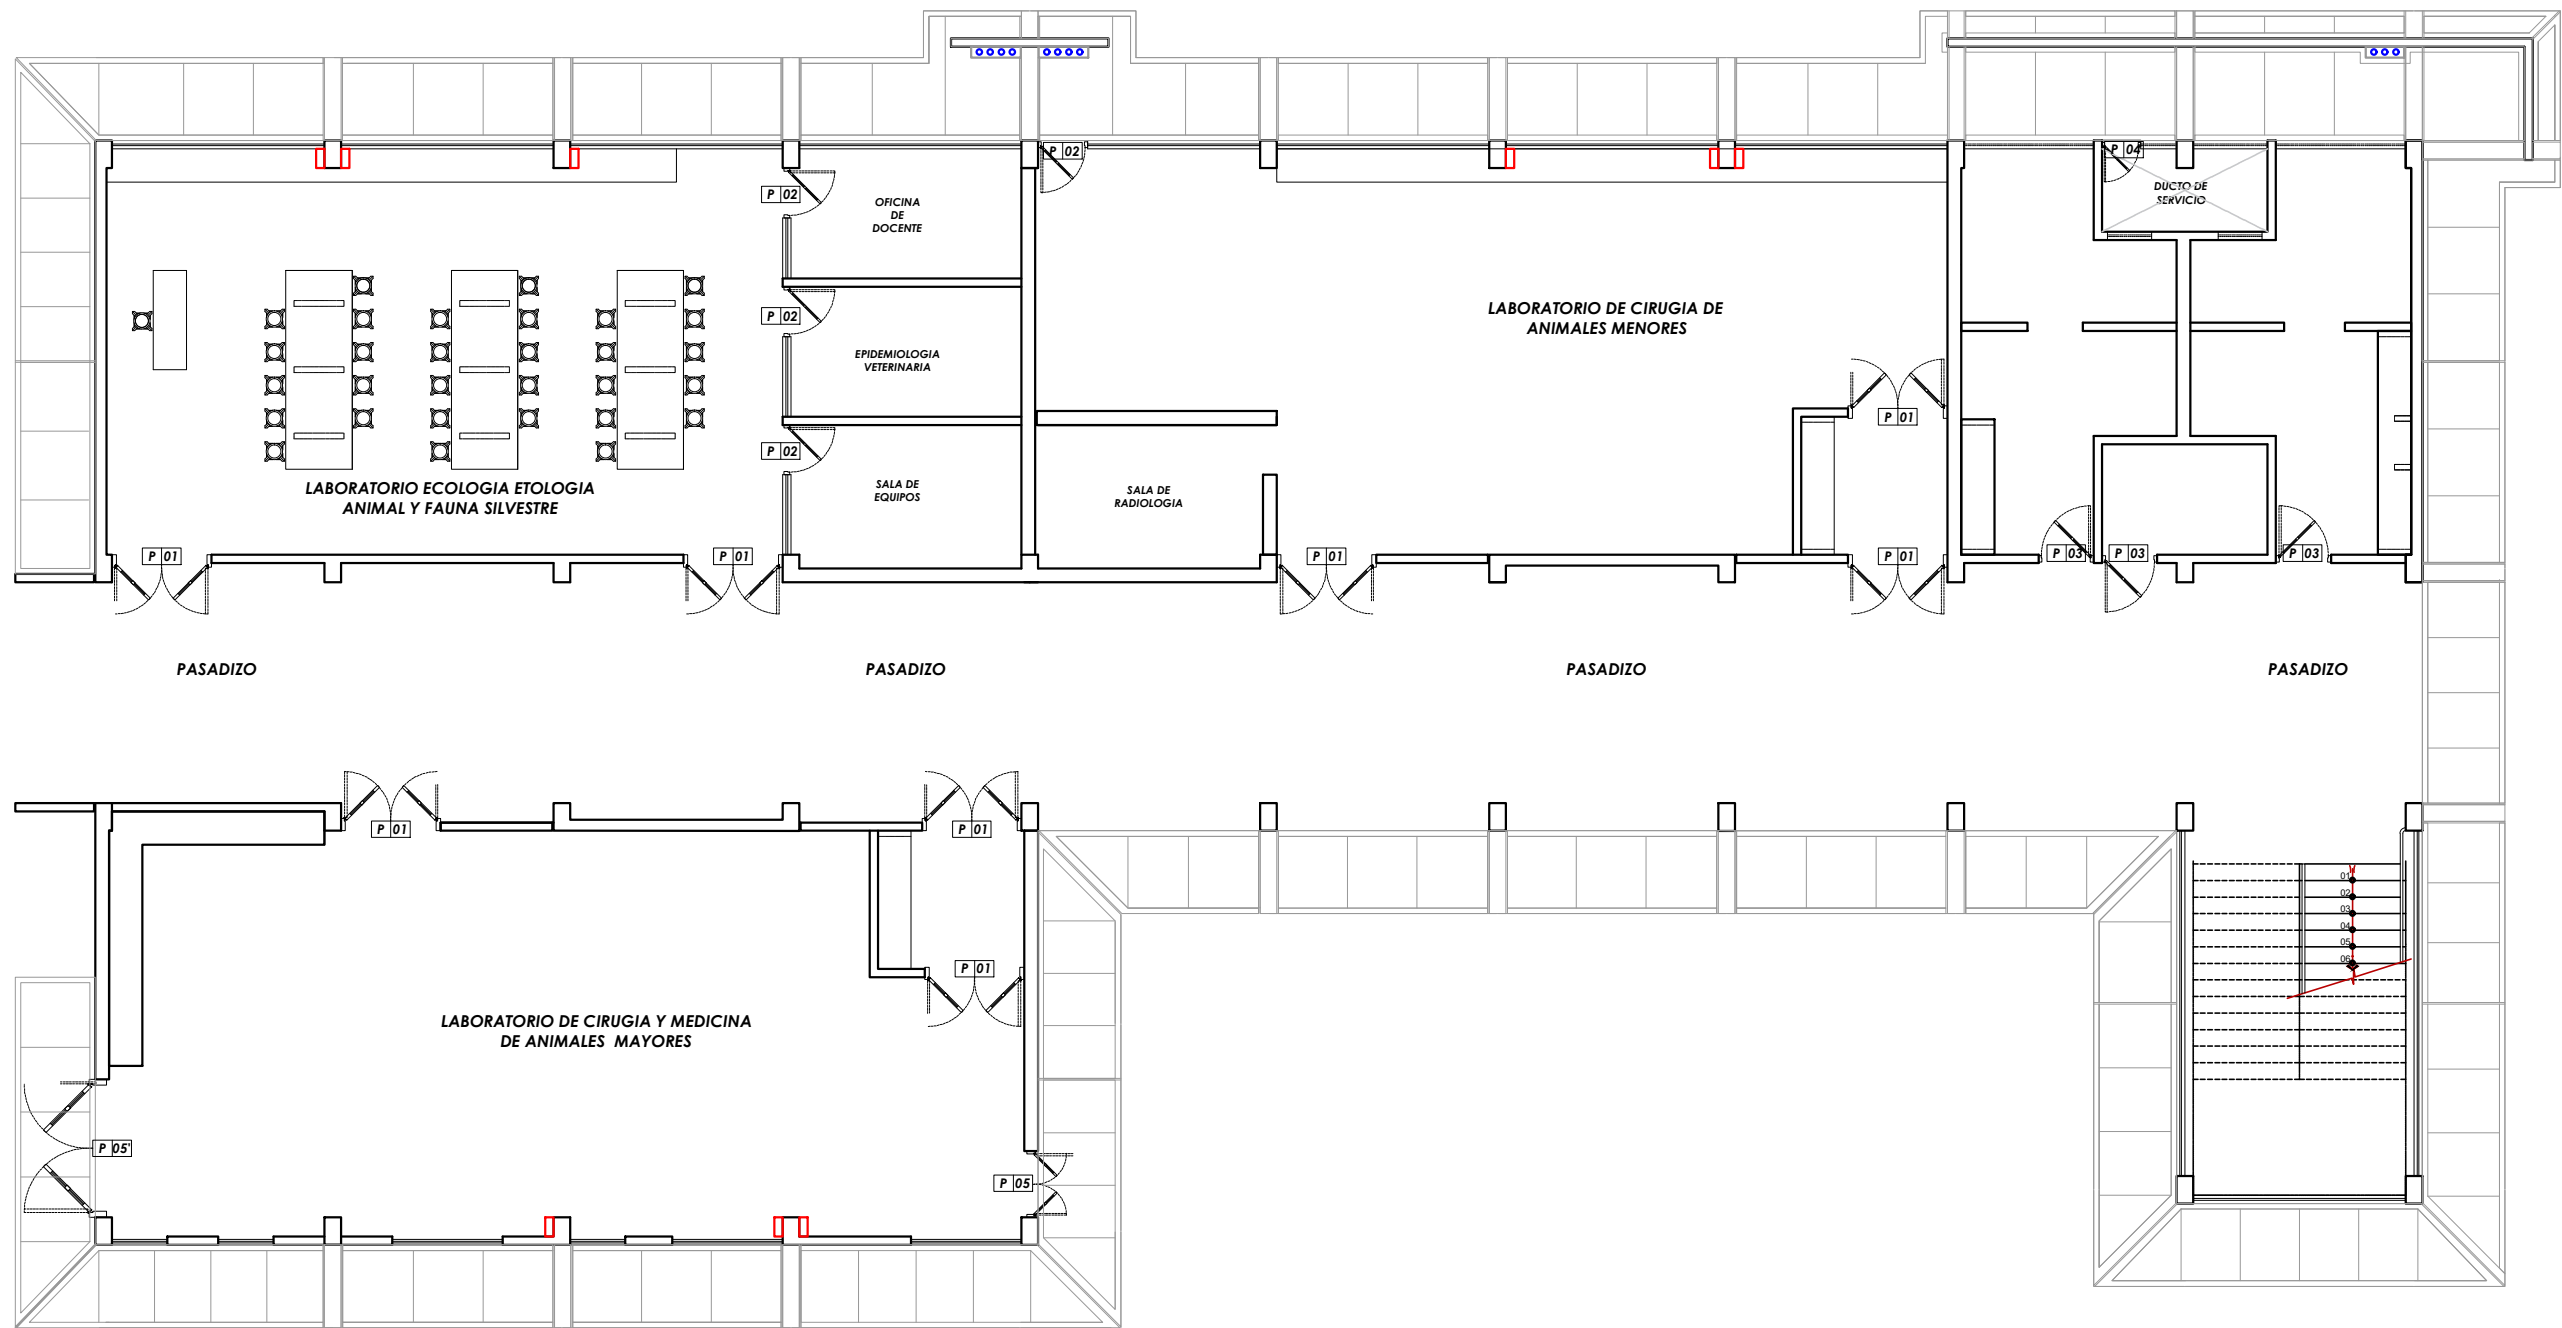 P 02
P 04
P 02
OFICINA
DE
DOCENTE
DUCTO DE
SERVICIO
P 02
LABORATORIO DE CIRUGIA DE
ANIMALES MENORES
EPIDEMIOLOGIA
VETERINARIA
P 01
P 02
LABORATORIO ECOLOGIA ETOLOGIA
ANIMAL Y FAUNA SILVESTRE
SALA DE
EQUIPOS
SALA DE
RADIOLOGIA
P 01
P 01
P 01
P 01
P 03
P 03
P 03
PASADIZO
PASADIZO
PASADIZO
PASADIZO
P 01
P 01
01
02
03
04
05
06
P 01
LABORATORIO DE CIRUGIA Y MEDICINA
DE ANIMALES MAYORES
P 05'
P 05